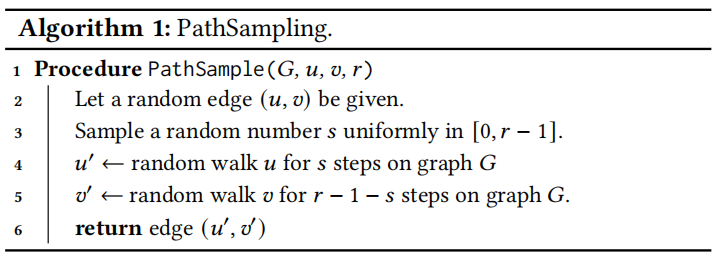 Algorithm 1: PathSampling.
1 Procedure PathSample(G, u, v, r)
2 Let a random edge (u, v) be given.
3 Sample a random number s uniformly in [0, r − 1].
4 u′ ← random walk u for s steps on graph G
5 v′ ← random walk v for r − 1 − s steps on graph G.
6 return edge (u′, v′)